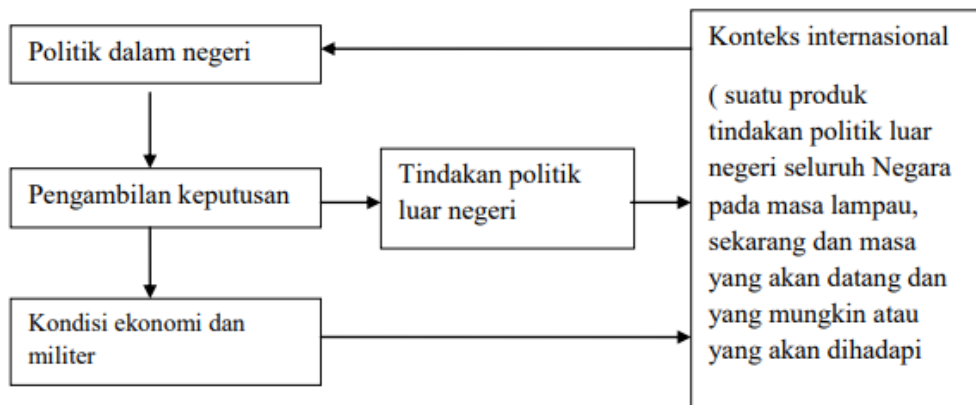 Politik dalam negeri
Pengambilan keputusan
Kondisi ekonomi dan
militer
Tindakan politik
luar negeri
Konteks internasional
( suatu produk
tindakan politik luar
negeri seluruh Negara
pada masa lampau,
sekarang dan masa
yang akan datang dan
yang mungkin atau
yang akan dihadapi